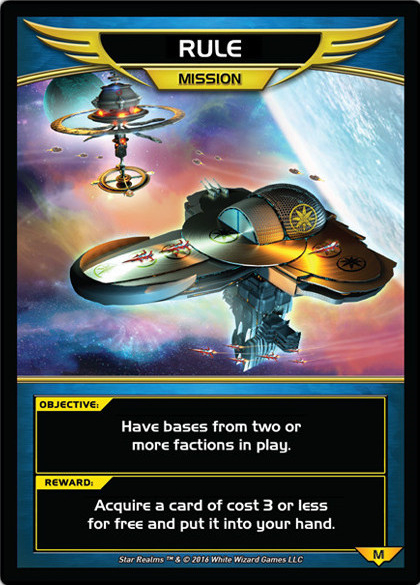 RULE
MISSION
OBJECTIVE:
Have bases from two or
more factions in play.
REWARD:
Acquire a card of cost 3 or less
for free and put it into your hand.
M
Star Realms ™ & © 2016 White Wizard Games LLC